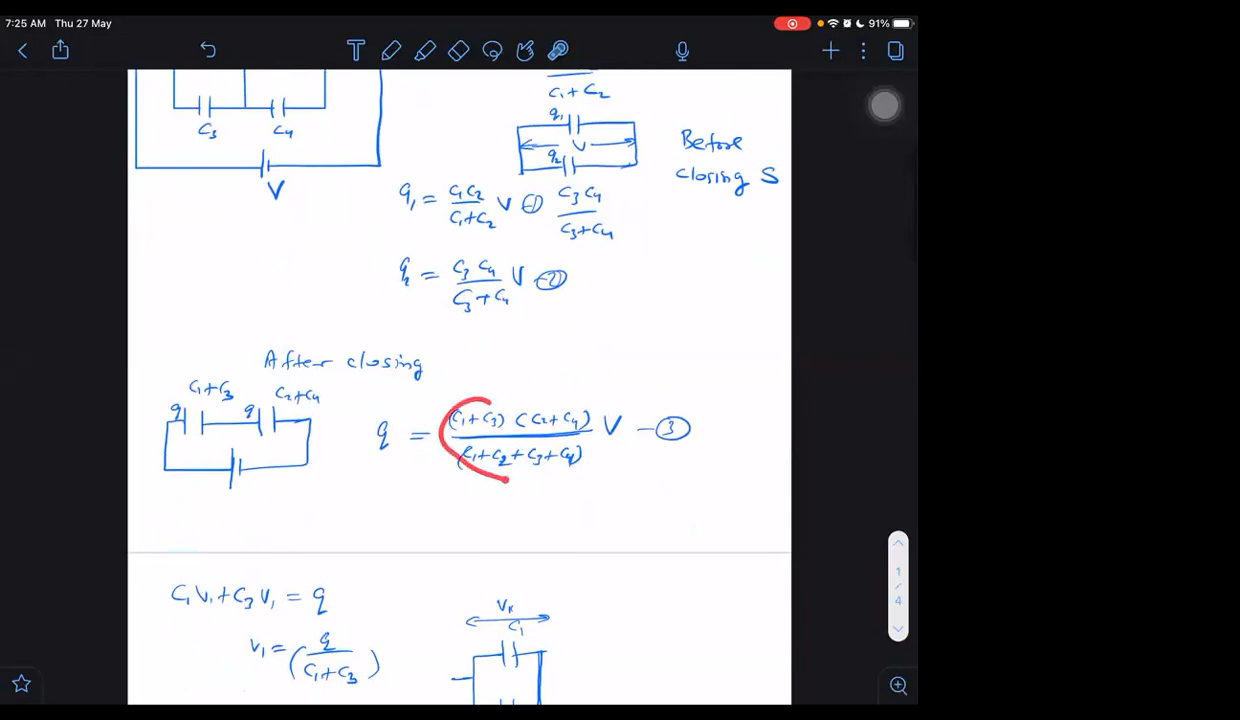 7:25 AM Thu 27 May
91%
C1+C2
C3 C4
V
q1
V
q2
Before
closing S
q1 = C1C2/C1+C2 V -①
C3C4/C3+C4
q2 = C3C4/C3+C4 V -②
After closing
C1+C3
C2+C4
q q
q = (C1+C3)(C2+C4)/(C1+C2+C3+C4) V -③
C1V1+C3V1 = q
V1 = (q/C1+C3)
V1
C1
1
/
4